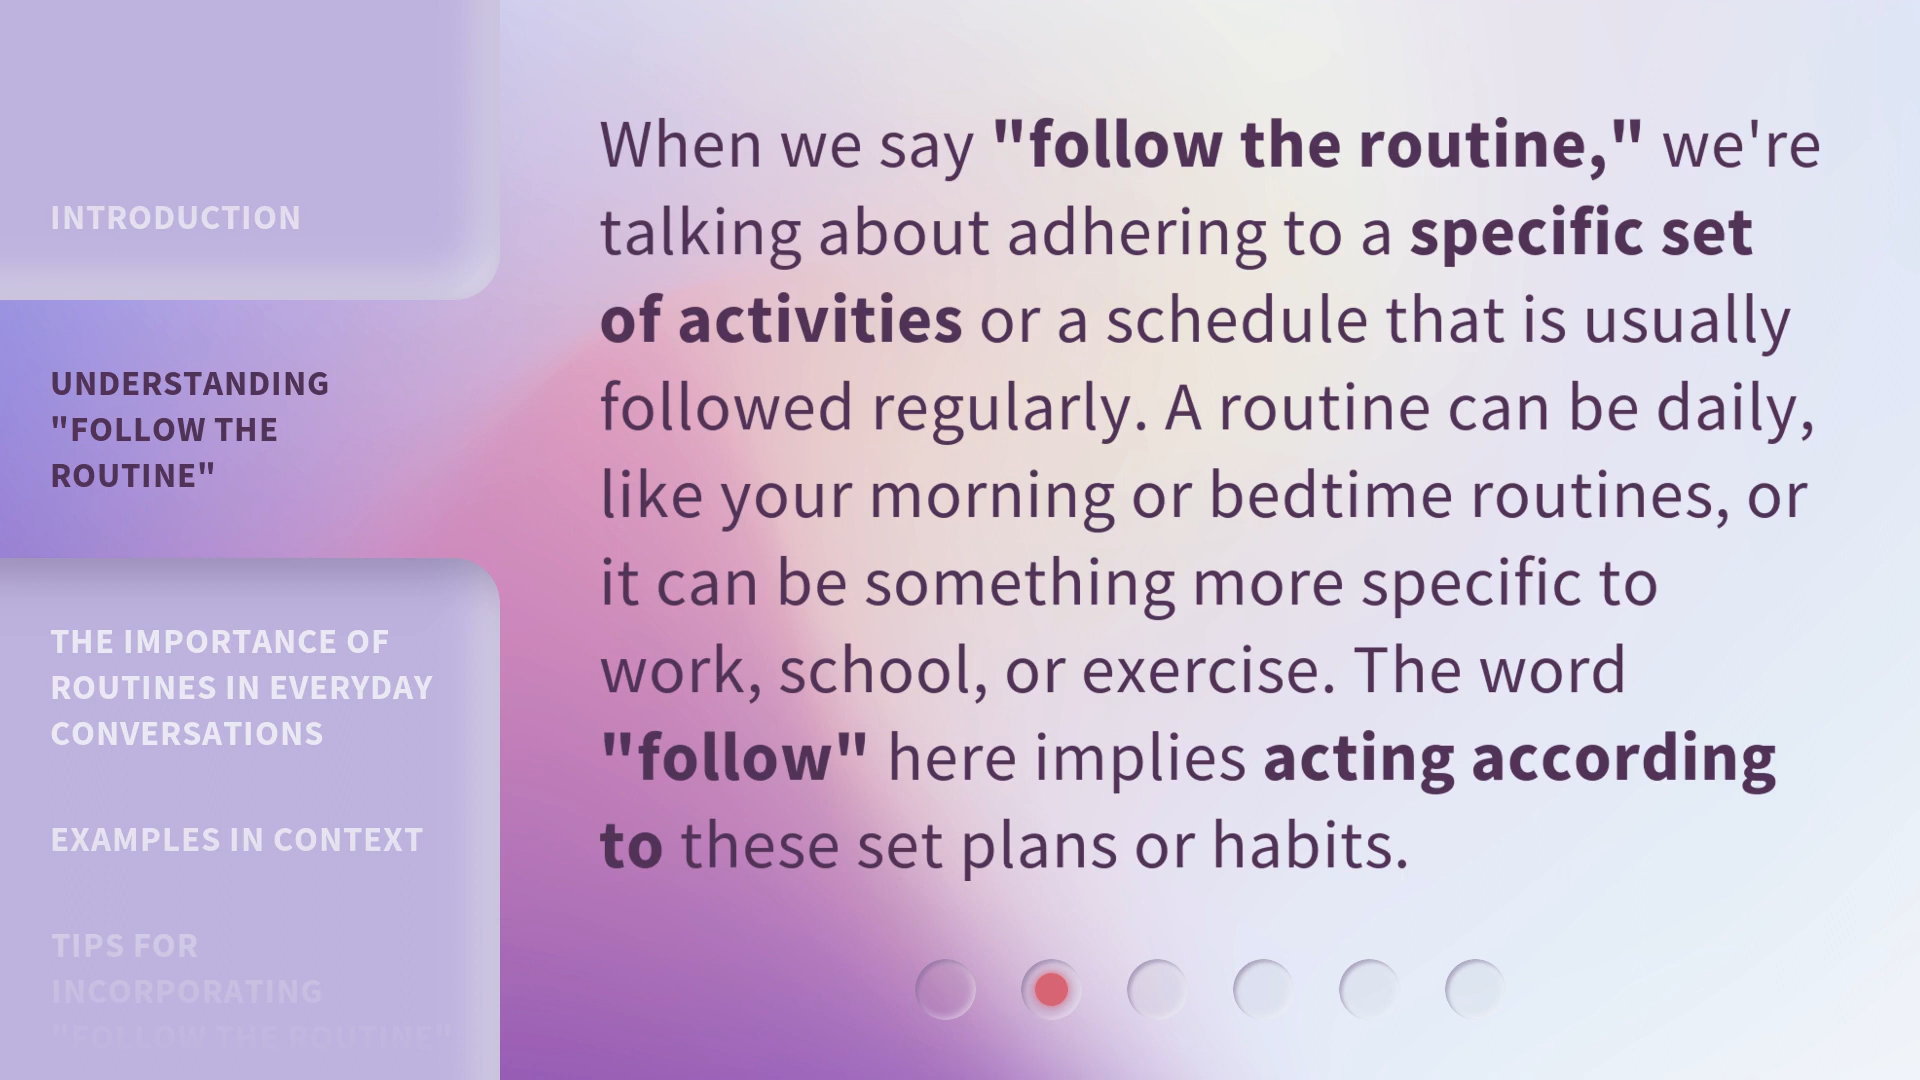 INTRODUCTION
UNDERSTANDING
"FOLLOW THE
ROUTINE"
THE IMPORTANCE OF
ROUTINES IN EVERYDAY
CONVERSATIONS
EXAMPLES IN CONTEXT
TIPS FOR
INCORPORATING
"FOLLOW THE ROUTINE"
When we say "follow the routine," we're
talking about adhering to a specific set
of activities or a schedule that is usually
followed regularly. A routine can be daily,
like your morning or bedtime routines, or
it can be something more specific to
work, school, or exercise. The word
"follow" here implies acting according
to these set plans or habits.